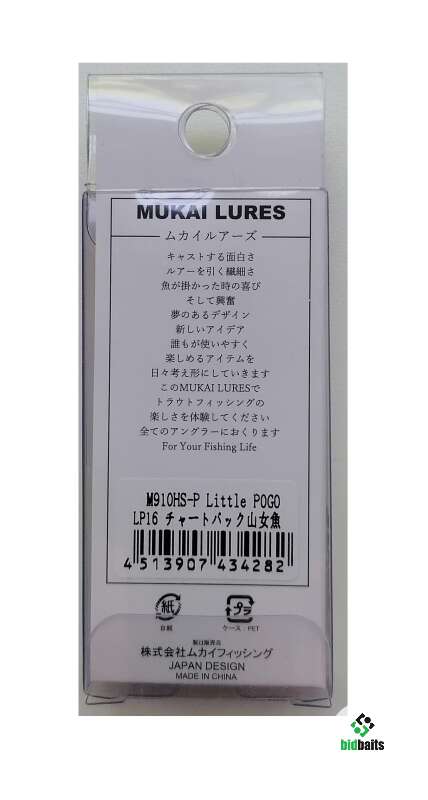 MUKAI LURES
ムカイルアーズ
キャストする面白さ
ルアーを引く繊細さ
魚が掛かった時の喜び
そして興奮
夢のあるデザイン
新しいアイデア
誰もが使いやすく
楽しめるアイテムを
日々考え形にしていきます
このMUKAI LURESで
トラウトフィッシングの
楽しさを体験してください
全てのアングラーにおくります
For Your Fishing Life
M910HS-P Little POGO
LP16 チャートバック山女魚
4 513907 434282
紙 プラ
台紙 ケース：PET
製造販売元
株式会社ムカイフィッシング
JAPAN DESIGN
MADE IN CHINA
bidbaits